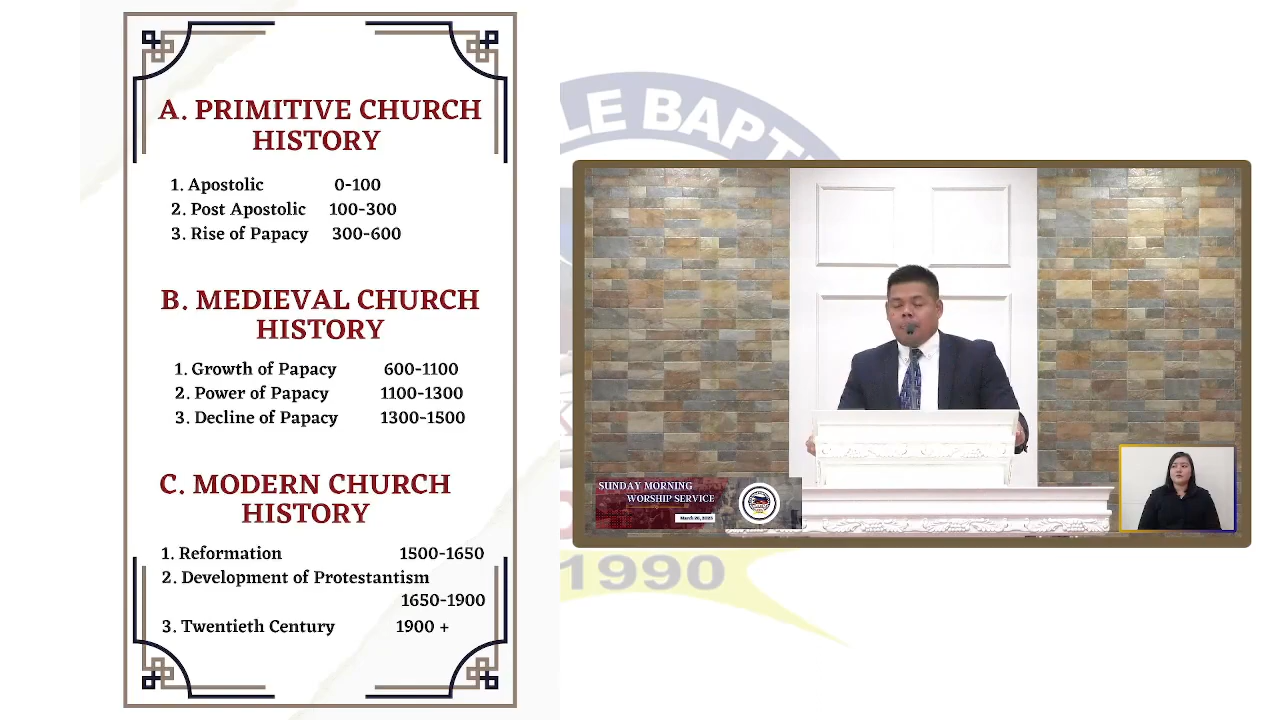 A. PRIMITIVE CHURCH
HISTORY
1. Apostolic 0-100
2. Post Apostolic 100-300
3. Rise of Papacy 300-600
B. MEDIEVAL CHURCH
HISTORY
1. Growth of Papacy 600-1100
2. Power of Papacy 1100-1300
3. Decline of Papacy 1300-1500
C. MODERN CHURCH
HISTORY
1. Reformation 1500-1650
2. Development of Protestantism
1650-1900
3. Twentieth Century 1900 +
LE BAPTI
SUNDAY MORNING
WORSHIP SERVICE
1990